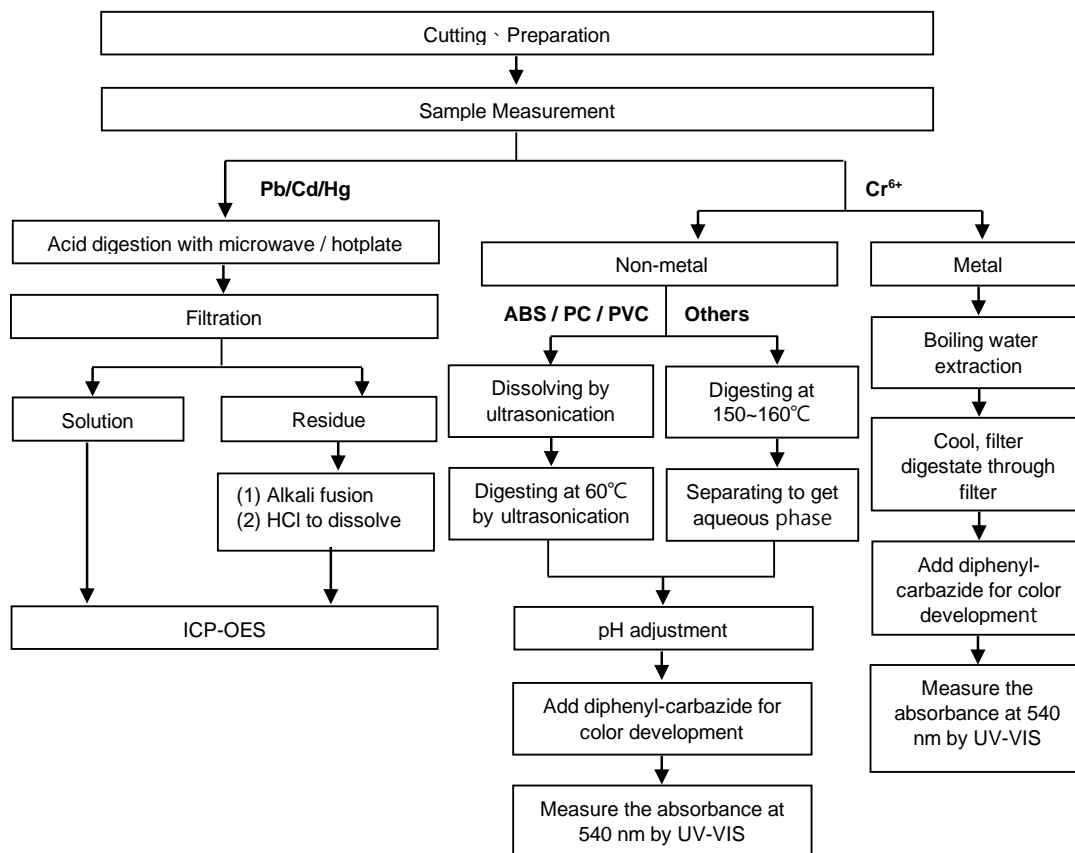 Cutting、Preparation
Sample Measurement
Pb/Cd/Hg
Cr⁶⁺
Acid digestion with microwave / hotplate
Non-metal
Metal
Filtration
ABS / PC / PVC
Others
Boiling water
extraction
Solution
Residue
Dissolving by
ultrasonication
Digesting at
150~160℃
Cool, filter
digestate through
filter
(1) Alkali fusion
(2) HCl to dissolve
Digesting at 60℃
by ultrasonication
Separating to get
aqueous phase
Add diphenyl-
carbazide for color
development
ICP-OES
pH adjustment
Add diphenyl-carbazide for
color development
Measure the
absorbance at 540
nm by UV-VIS
Measure the absorbance at
540 nm by UV-VIS